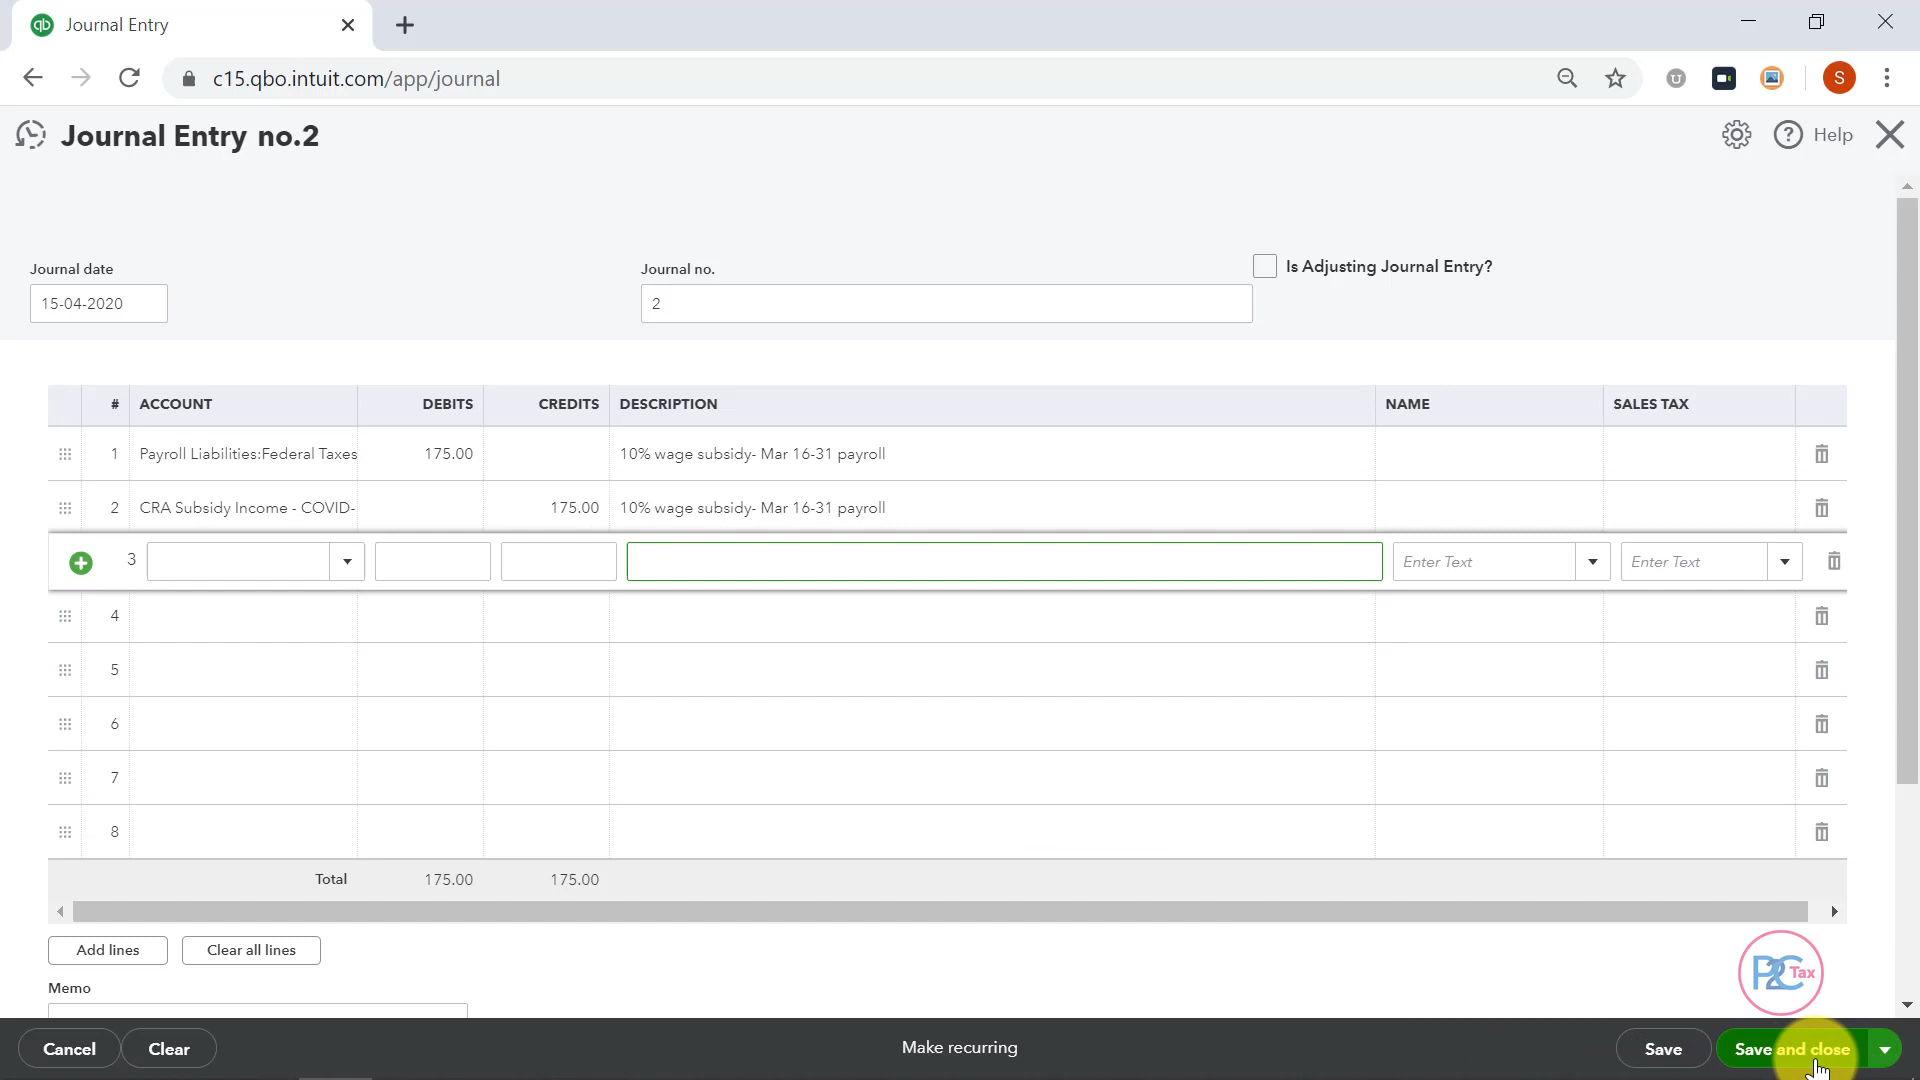 Journal Entry
c15.qbo.intuit.com/app/journal
S
Journal Entry no.2
Help
Journal date
Journal no.
Is Adjusting Journal Entry?
15-04-2020
2
# ACCOUNT DEBITS CREDITS DESCRIPTION NAME SALES TAX
1 Payroll Liabilities:Federal Taxes 175.00 10% wage subsidy- Mar 16-31 payroll
2 CRA Subsidy Income - COVID- 175.00 10% wage subsidy- Mar 16-31 payroll
3 Enter Text Enter Text
4
5
6
7
8
Total 175.00 175.00
Add lines Clear all lines
P2C Tax
Memo
Cancel Clear Make recurring Save Save and close